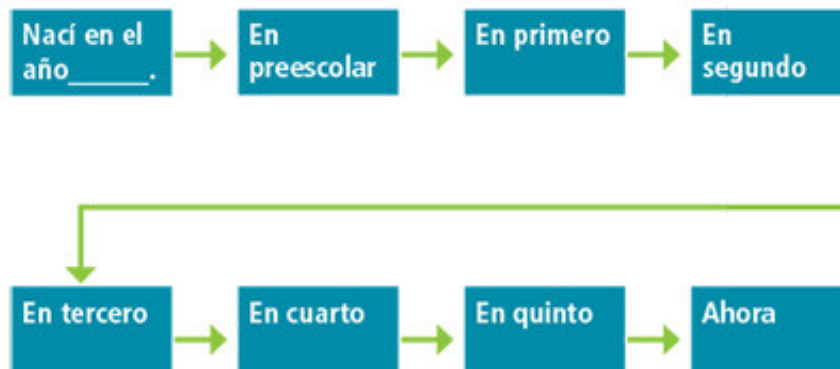 Nací en el
año______.
En
preescolar
En primero
En
segundo
En tercero
En cuarto
En quinto
Ahora